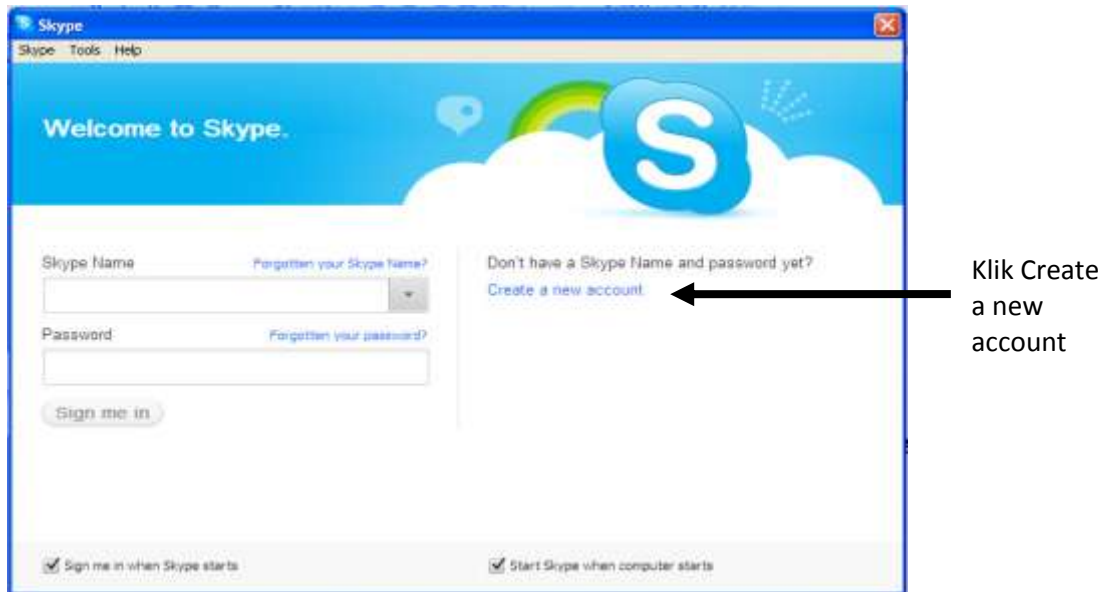 Skype
Skype Tools Help
Welcome to Skype.
S
Skype Name Forgotten your Skype Name?
Password Forgotten your password?
Sign me in
Don't have a Skype Name and password yet?
Create a new account
Klik Create
a new
account
Sign me in when Skype starts
Start Skype when computer starts